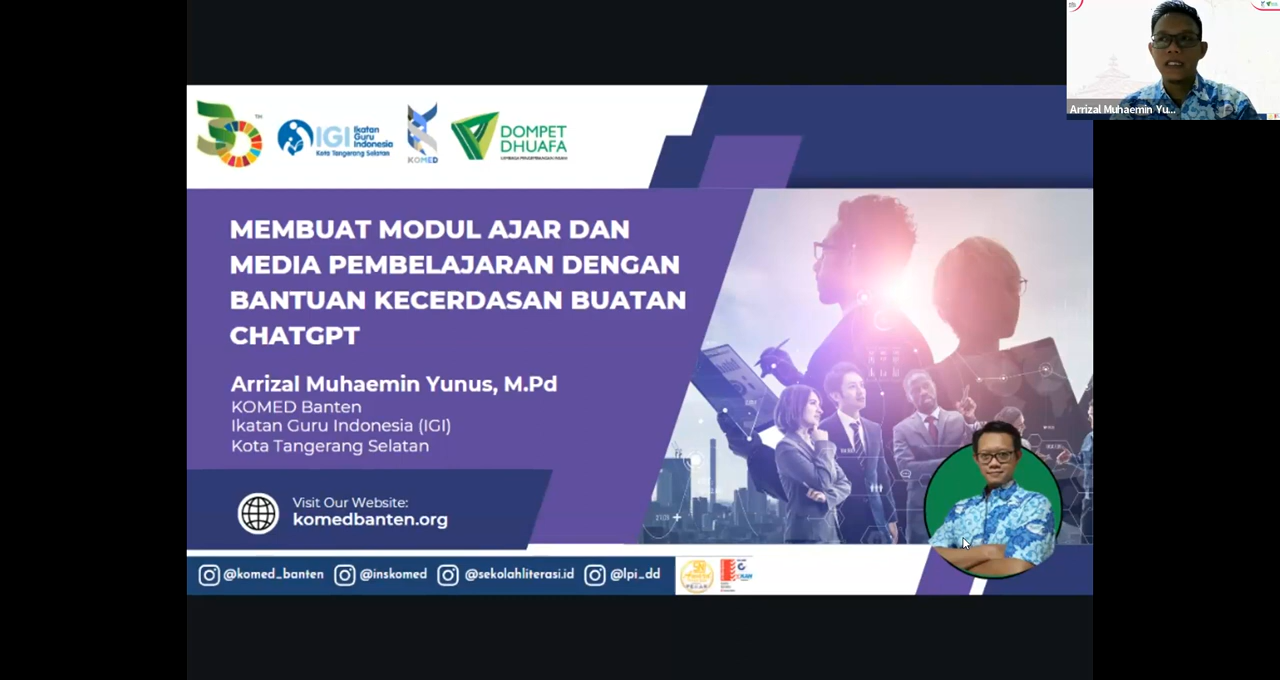 Arrizal Muhaemin Yu...
30
TM
IGI
Ikatan
Guru
Indonesia
Kota Tangerang Selatan
KOMED
DOMPET
DHUAFA
MEMBUAT MODUL AJAR DAN
MEDIA PEMBELAJARAN DENGAN
BANTUAN KECERDASAN BUATAN
CHATGPT
Arrizal Muhaemin Yunus, M.Pd
KOMED Banten
Ikatan Guru Indonesia (IGI)
Kota Tangerang Selatan
Visit Our Website:
komedbanten.org
@komed_banten
@inskomed
@sekolahliterasi.id
@lpi_dd